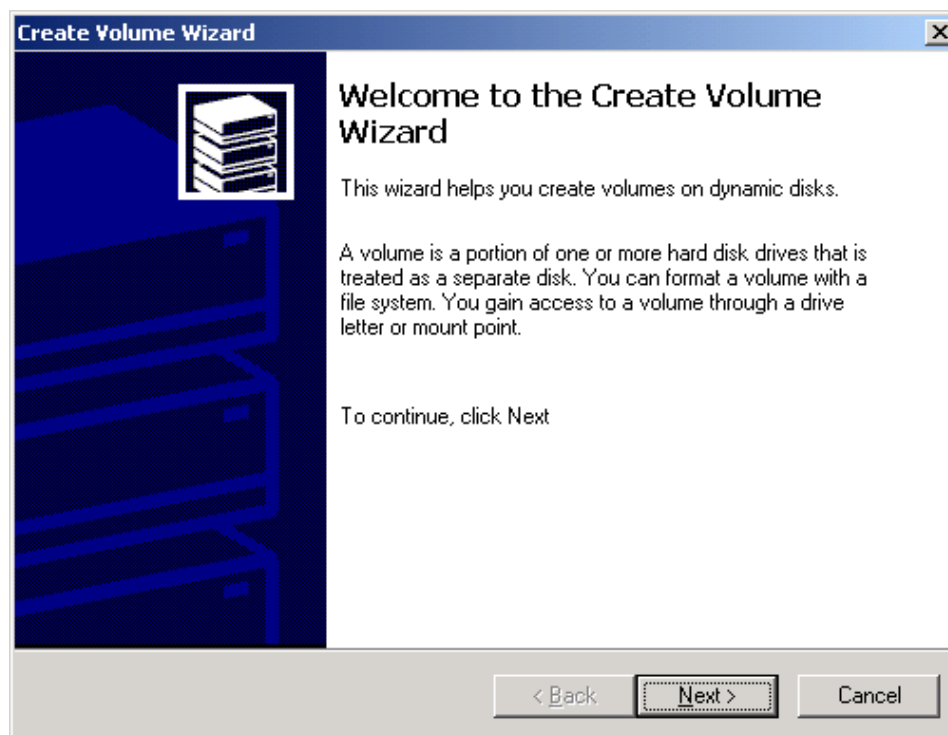 Create Volume Wizard
Welcome to the Create Volume
Wizard
This wizard helps you create volumes on dynamic disks.
A volume is a portion of one or more hard disk drives that is
treated as a separate disk. You can format a volume with a
file system. You gain access to a volume through a drive
letter or mount point.
To continue, click Next
< Back Next > Cancel